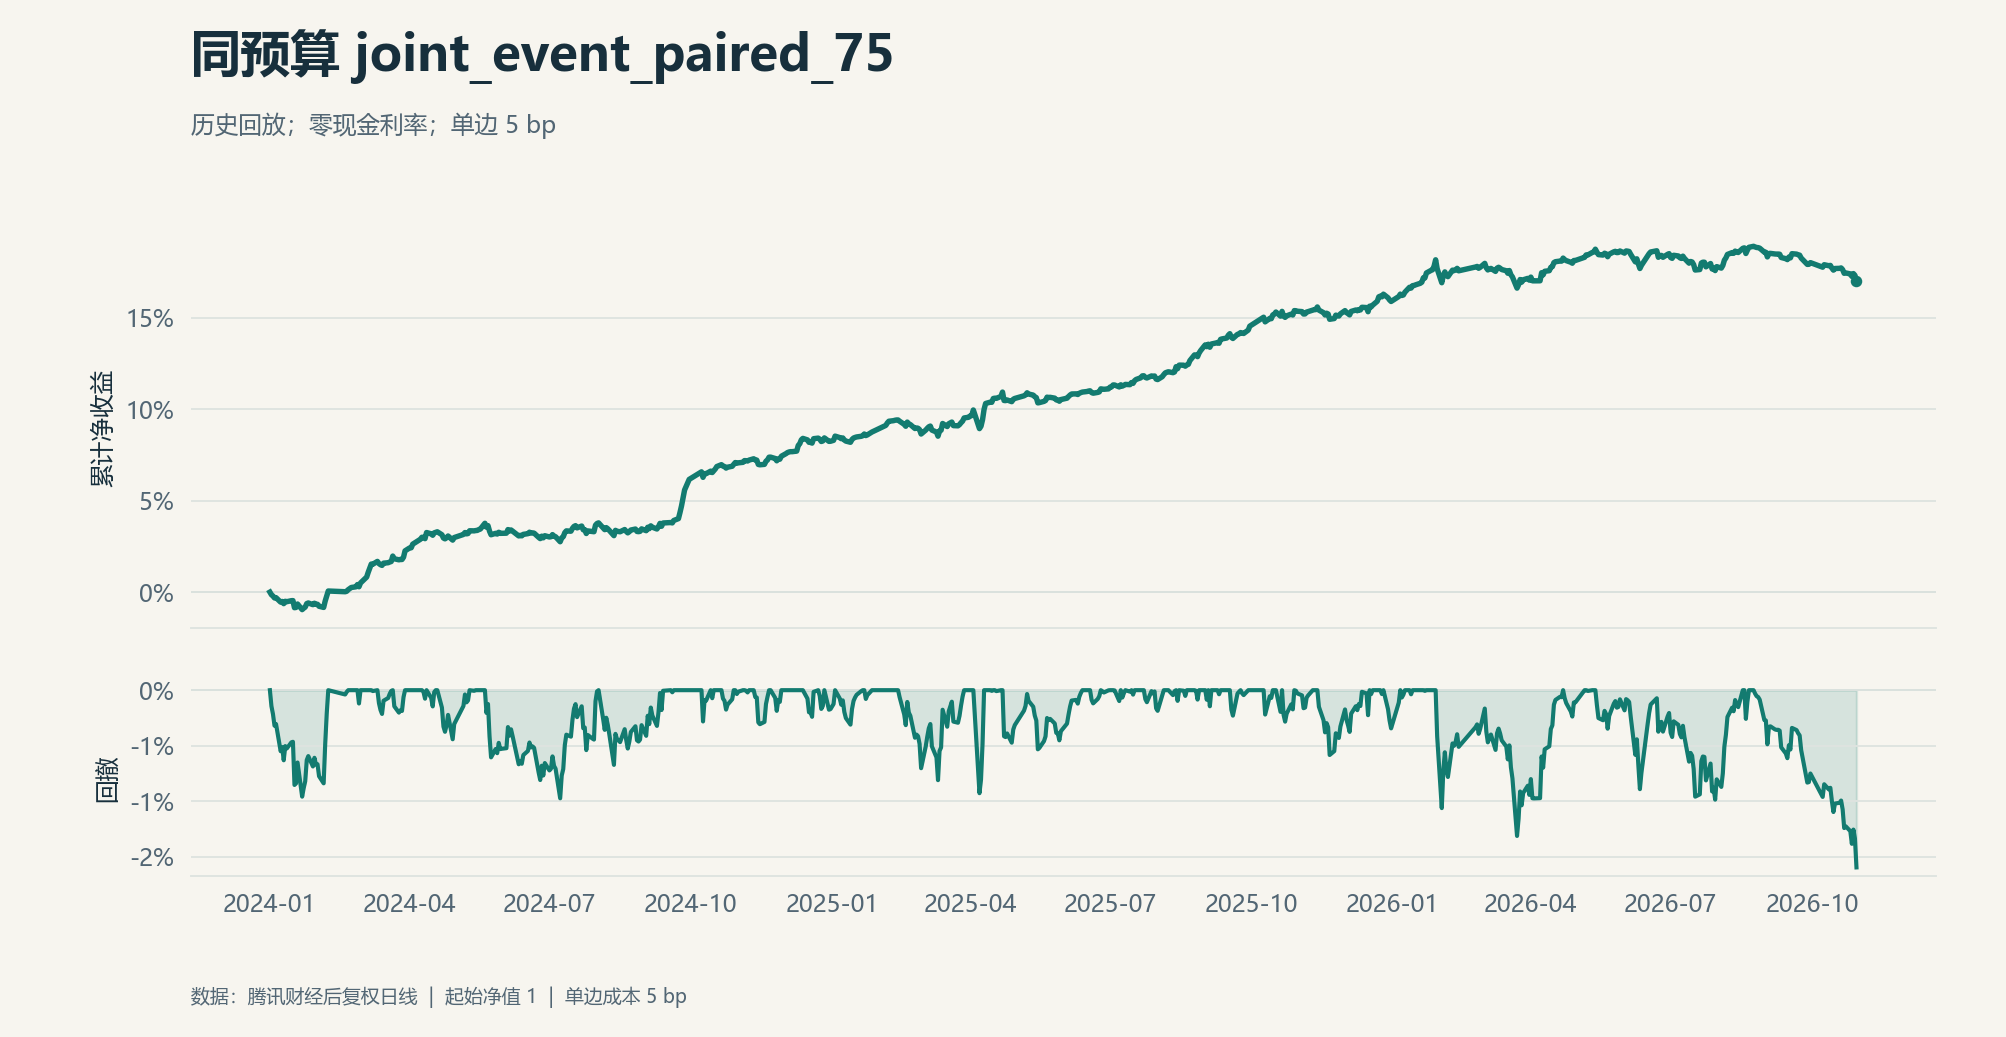 同预算 joint_event_paired_75
历史回放；零现金利率；单边 5 bp
累计净收益
15%
10%
5%
0%
回撤
0%
-1%
-1%
-2%
2024-01 2024-04 2024-07 2024-10 2025-01 2025-04 2025-07 2025-10 2026-01 2026-04 2026-07 2026-10
数据：腾讯财经后复权日线 | 起始净值 1 | 单边成本 5 bp